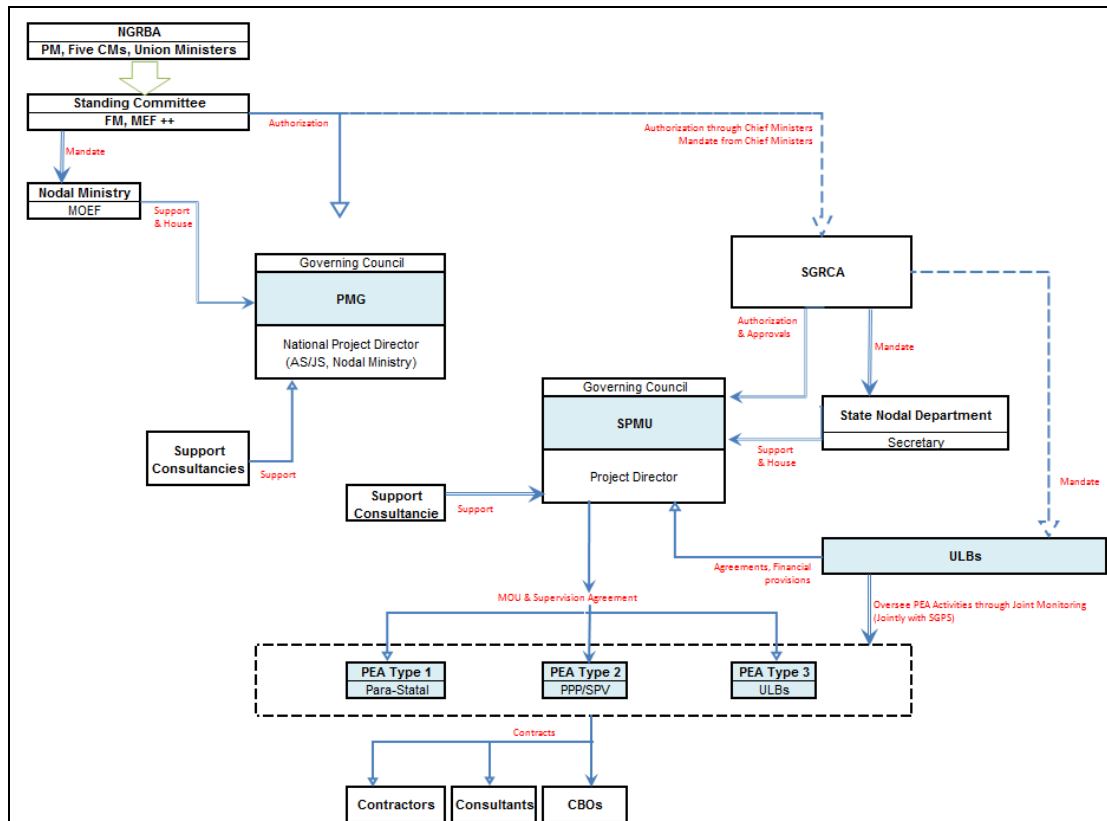 NGRBA
PM, Five CMs, Union Ministers
Standing Committee
FM, MEF ++
Authorization
Authorization through Chief Ministers
Mandate from Chief Ministers
Mandate
Nodal Ministry
MOEF
Support
& House
Governing Council
PMG
National Project Director
(AS/JS, Nodal Ministry)
SGRCA
Authorization
& Approvals
Mandate
Governing Council
SPMU
Project Director
State Nodal Department
Secretary
Support
& House
Support
Consultancies
Support
Support
Consultancie
Support
Mandate
ULBs
Agreements, Financial
provisions
MOU & Supervision Agreement
Oversee PEA Activities through Joint Monitoring
(Jointly with SGPS)
PEA Type 1
Para-Statal
PEA Type 2
PPP/SPV
PEA Type 3
ULBs
Contracts
Contractors
Consultants
CBOs